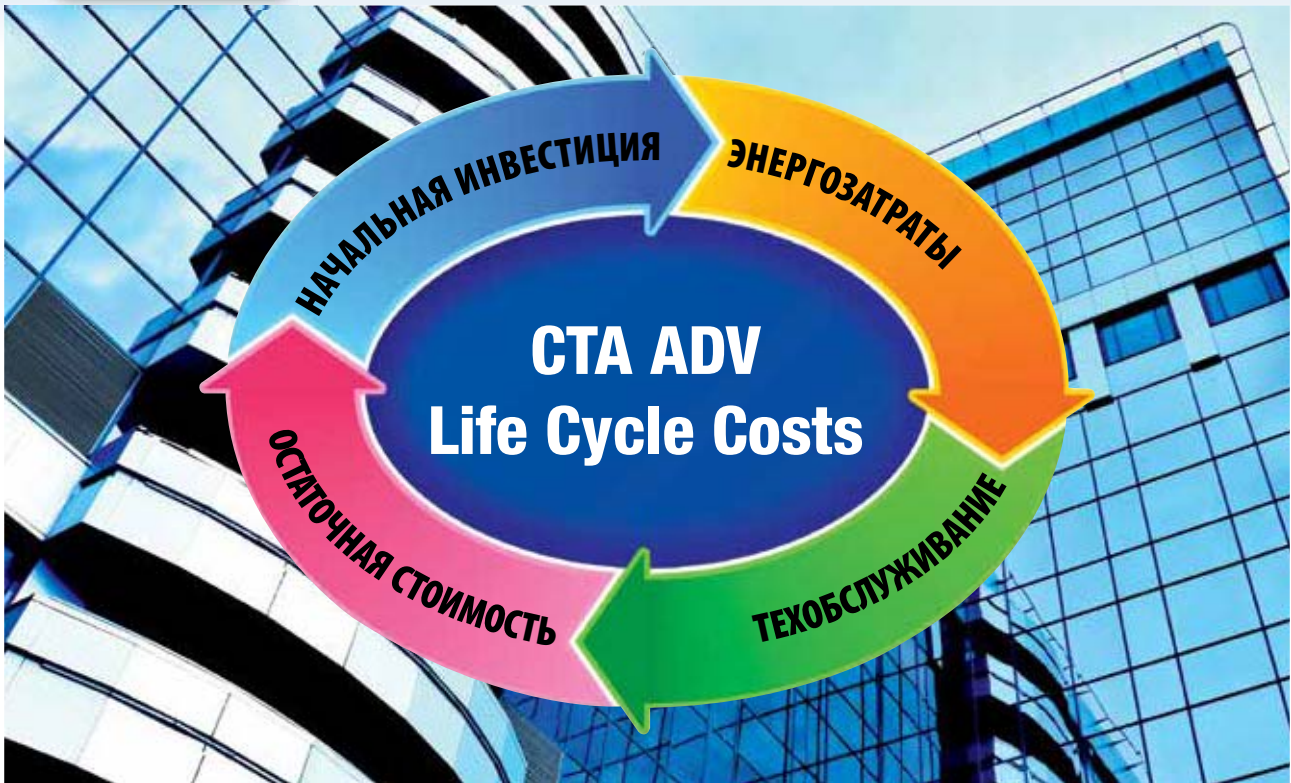 НАЧАЛЬНАЯ ИНВЕСТИЦИЯ
ЭНЕРГОЗАТРАТЫ
CTA ADV
Life Cycle Costs
ОСТАТОЧНАЯ СТОИМОСТЬ
ТЕХОБСЛУЖИВАНИЕ